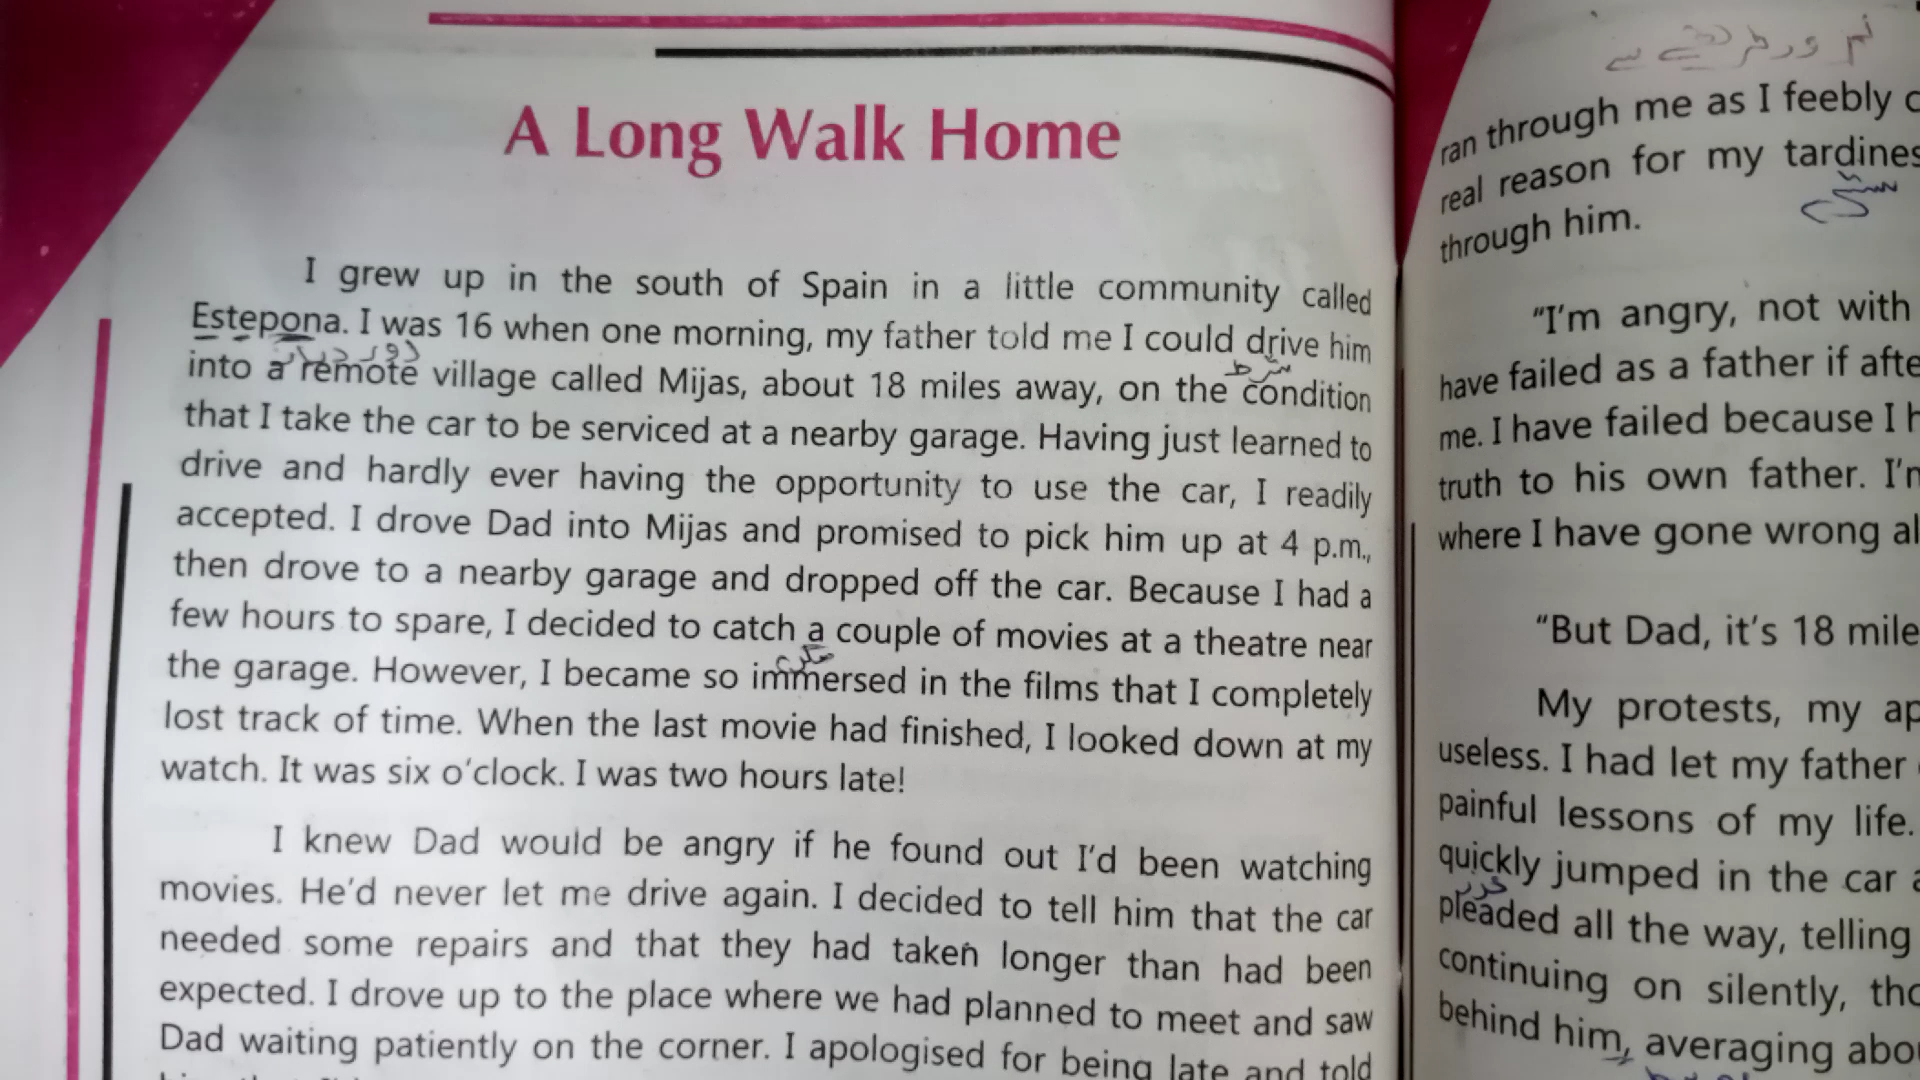 A Long Walk Home
I grew up in the south of Spain in a little community called
Estepona. I was 16 when one morning, my father told me I could drive him
دور دراز
شرط
into a remote village called Mijas, about 18 miles away, on the condition
that I take the car to be serviced at a nearby garage. Having just learned to
drive and hardly ever having the opportunity to use the car, I readily
accepted. I drove Dad into Mijas and promised to pick him up at 4 p.m.,
then drove to a nearby garage and dropped off the car. Because I had a
few hours to spare, I decided to catch a couple of movies at a theatre near
the garage. However, I became so immersed in the films that I completely
lost track of time. When the last movie had finished, I looked down at my
watch. It was six o'clock. I was two hours late!
I knew Dad would be angry if he found out I'd been watching
movies. He'd never let me drive again. I decided to tell him that the car
needed some repairs and that they had taken longer than had been
expected. I drove up to the place where we had planned to meet and saw
Dad waiting patiently on the corner. I apologised for being late and told
ran through me as I feebly
real reason for my
through him.
"I'm angry, not with
have failed as a father if
me. I have failed because I
truth to his own father.
where I have gone wrong
"But Dad, it's 18
My protests, my
useless. I had let my father
painful lessons of my life.
quickly jumped in the car
pleaded all the way, telling
continuing on silently,
behind him, averaging